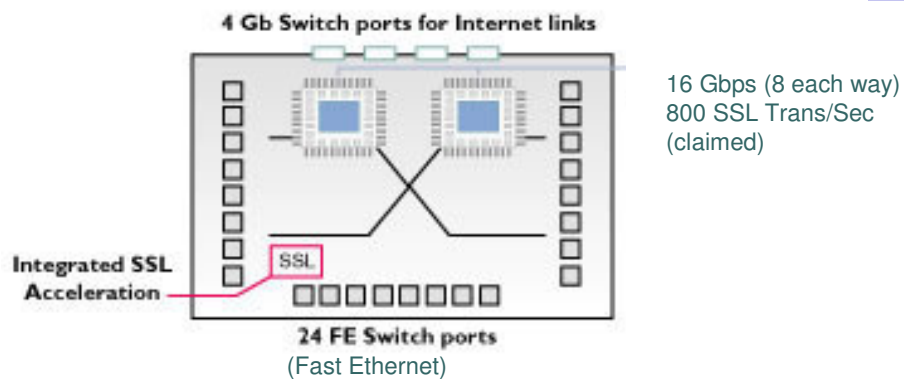 4 Gb Switch ports for Internet links
16 Gbps (8 each way)
800 SSL Trans/Sec
(claimed)
Integrated SSL
Acceleration
SSL
24 FE Switch ports
(Fast Ethernet)